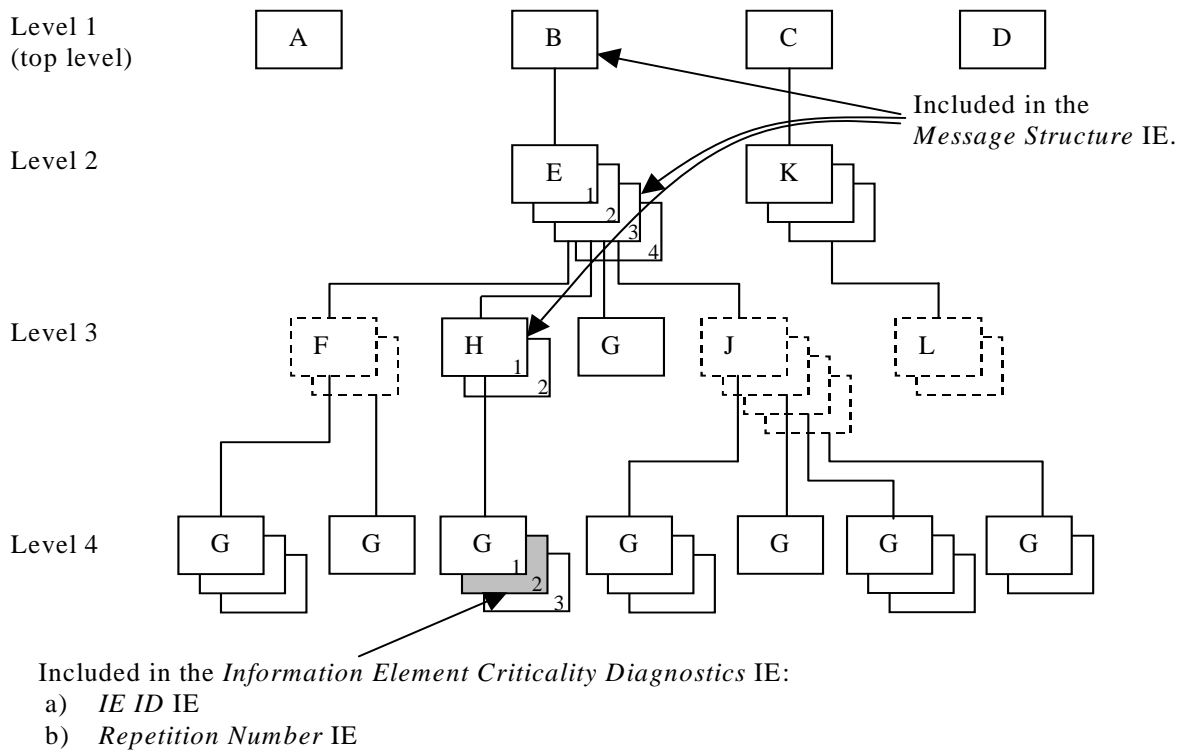 Level 1
(top level)
A
B
C
D
Included in the
Message Structure IE.
Level 2
E
1
2
3
4
K
Level 3
F
H
1
2
G
J
L
Level 4
G
G
G
1
2
3
G
G
G
G
Included in the Information Element Criticality Diagnostics IE:
a) IE ID IE
b) Repetition Number IE